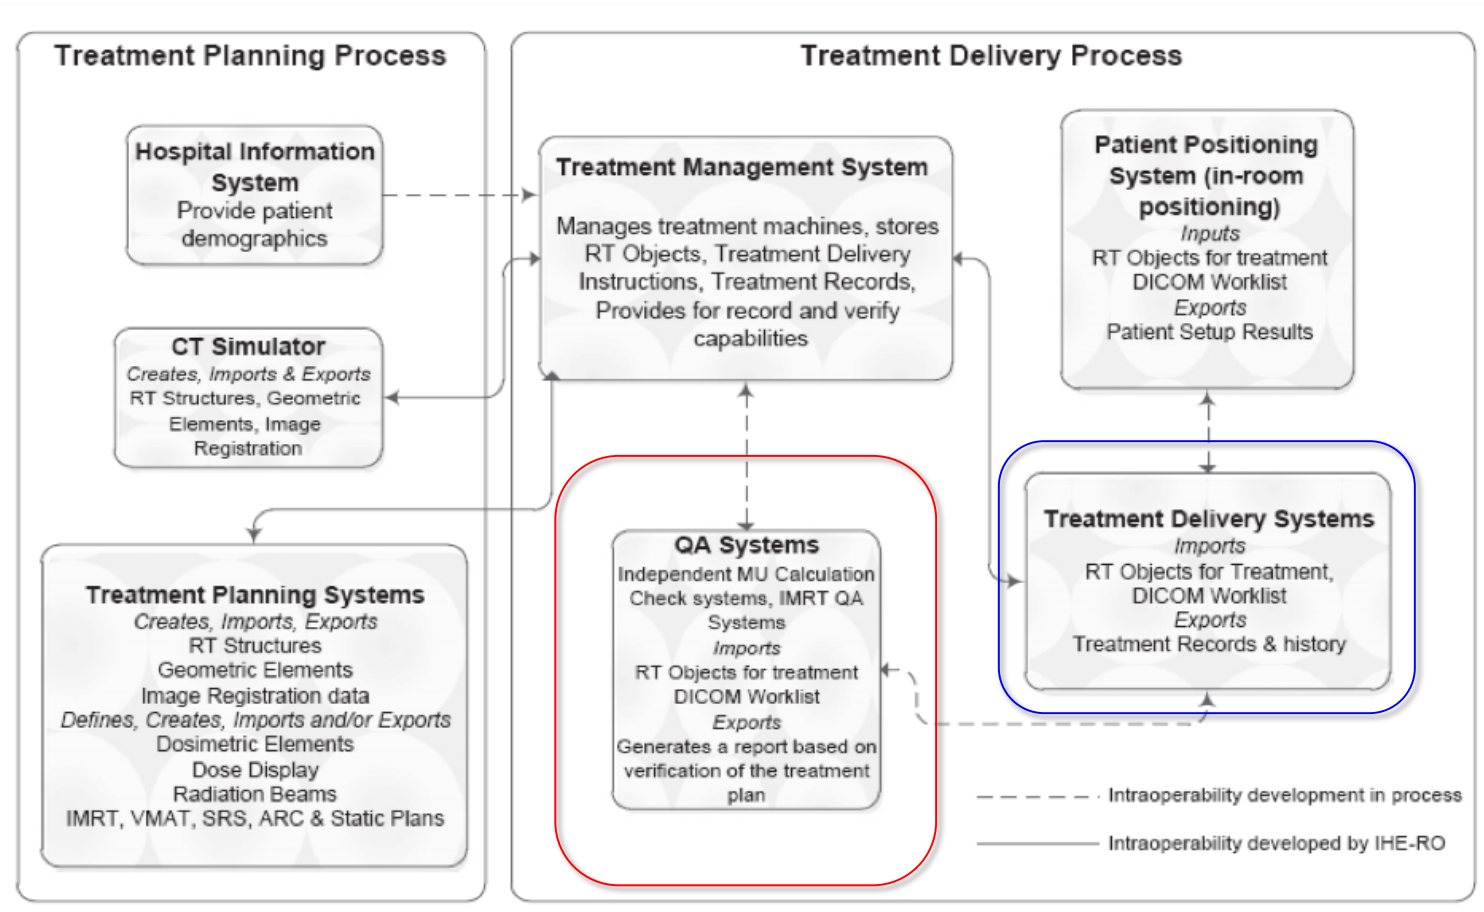 Treatment Planning Process
Hospital Information
System
Provide patient
demographics
CT Simulator
Creates, Imports & Exports
RT Structures, Geometric
Elements, Image
Registration
Treatment Planning Systems
Creates, Imports, Exports
RT Structures
Geometric Elements
Image Registration data
Defines, Creates, Imports and/or Exports
Dosimetric Elements
Dose Display
Radiation Beams
IMRT, VMAT, SRS, ARC & Static Plans
Treatment Delivery Process
Treatment Management System
Manages treatment machines, stores
RT Objects, Treatment Delivery
Instructions, Treatment Records,
Provides for record and verify
capabilities
Patient Positioning
System (in-room
positioning)
Inputs
RT Objects for treatment
DICOM Worklist
Exports
Patient Setup Results
QA Systems
Independent MU Calculation
Check systems, IMRT QA
Systems
Imports
RT Objects for treatment
DICOM Worklist
Exports
Generates a report based on
verification of the treatment
plan
Treatment Delivery Systems
Imports
RT Objects for Treatment,
DICOM Worklist
Exports
Treatment Records & history
Intraoperability development in process
Intraoperability developed by IHE-RO